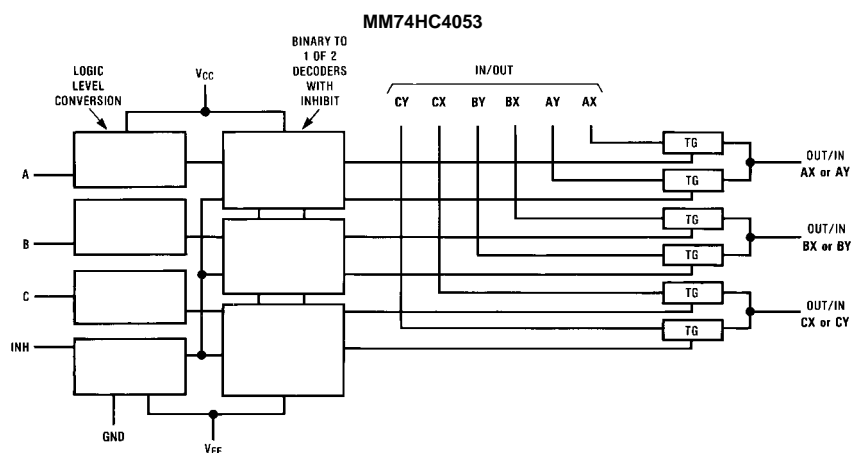 MM74HC4053
BINARY TO
1 OF 2
DECODERS
WITH
INHIBIT
LOGIC
LEVEL
CONVERSION
VCC
IN/OUT
CY CX BY BX AY AX
TG
OUT/IN
AX or AY
A
TG
TG
OUT/IN
BX or BY
B
TG
C
TG
OUT/IN
CX or CY
TG
INH
GND
VEE